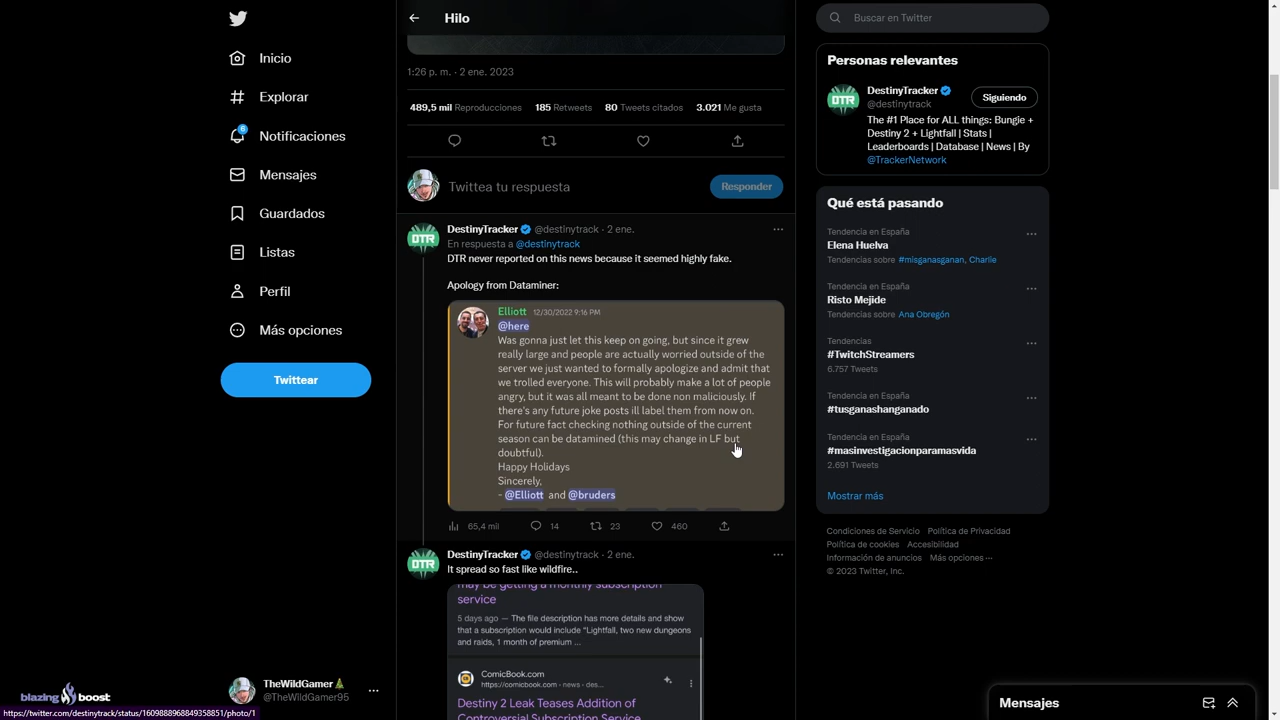 Inicio
Explorar
6
Notificaciones
Mensajes
Guardados
Listas
Perfil
Más opciones
Twittear
TheWildGamer
@TheWildGamer95
blazing boost
https://twitter.com/destinytrack/status/1609888968849358851/photo/1
Hilo
1:26 p. m. · 2 ene. 2023
489,5 mil Reproducciones 185 Retweets 80 Tweets citados 3.021 Me gusta
Twittea tu respuesta
Responder
DestinyTracker @destinytrack · 2 ene.
En respuesta a @destinytrack
DTR never reported on this news because it seemed highly fake.
Apology from Dataminer:
Elliott 12/30/2022 9:16 PM
@here
Was gonna just let this keep on going, but since it grew
really large and people are actually worried outside of the
server we just wanted to formally apologize and admit that
we trolled everyone. This will probably make a lot of people
angry, but it was all meant to be done non maliciously. If
there's any future joke posts ill label them from now on.
For future fact checking nothing outside of the current
season can be datamined (this may change in LF but
doubtful).
Happy Holidays
Sincerely,
- @Elliott and @bruders
65,4 mil 14 23 460
DestinyTracker @destinytrack · 2 ene.
It spread so fast like wildfire..
may be getting a monthly subscription
service
5 days ago — The file description has more details and show
that a subscription would include "Lightfall, two new dungeons
and raids, 1 month of premium ...
ComicBook.com
https://comicbook.com › news › des...
Destiny 2 Leak Teases Addition of
Controversial Subscription Service
Buscar en Twitter
Personas relevantes
DTR
DestinyTracker
@destinytrack
Siguiendo
The #1 Place for ALL things: Bungie +
Destiny 2 + Lightfall | Stats |
Leaderboards | Database | News | By
@TrackerNetwork
Qué está pasando
Tendencia en España
Elena Huelva
Tendencias sobre #misganasganan, Charlie
Tendencia en España
Risto Mejide
Tendencias sobre Ana Obregón
Tendencias
#TwitchStreamers
6.757 Tweets
Tendencia en España
#tusganashanganado
Tendencia en España
#masinvestigacionparamasvida
2.691 Tweets
Mostrar más
Condiciones de Servicio Política de Privacidad
Política de cookies Accesibilidad
Información de anuncios Más opciones ···
© 2023 Twitter, Inc.
Mensajes